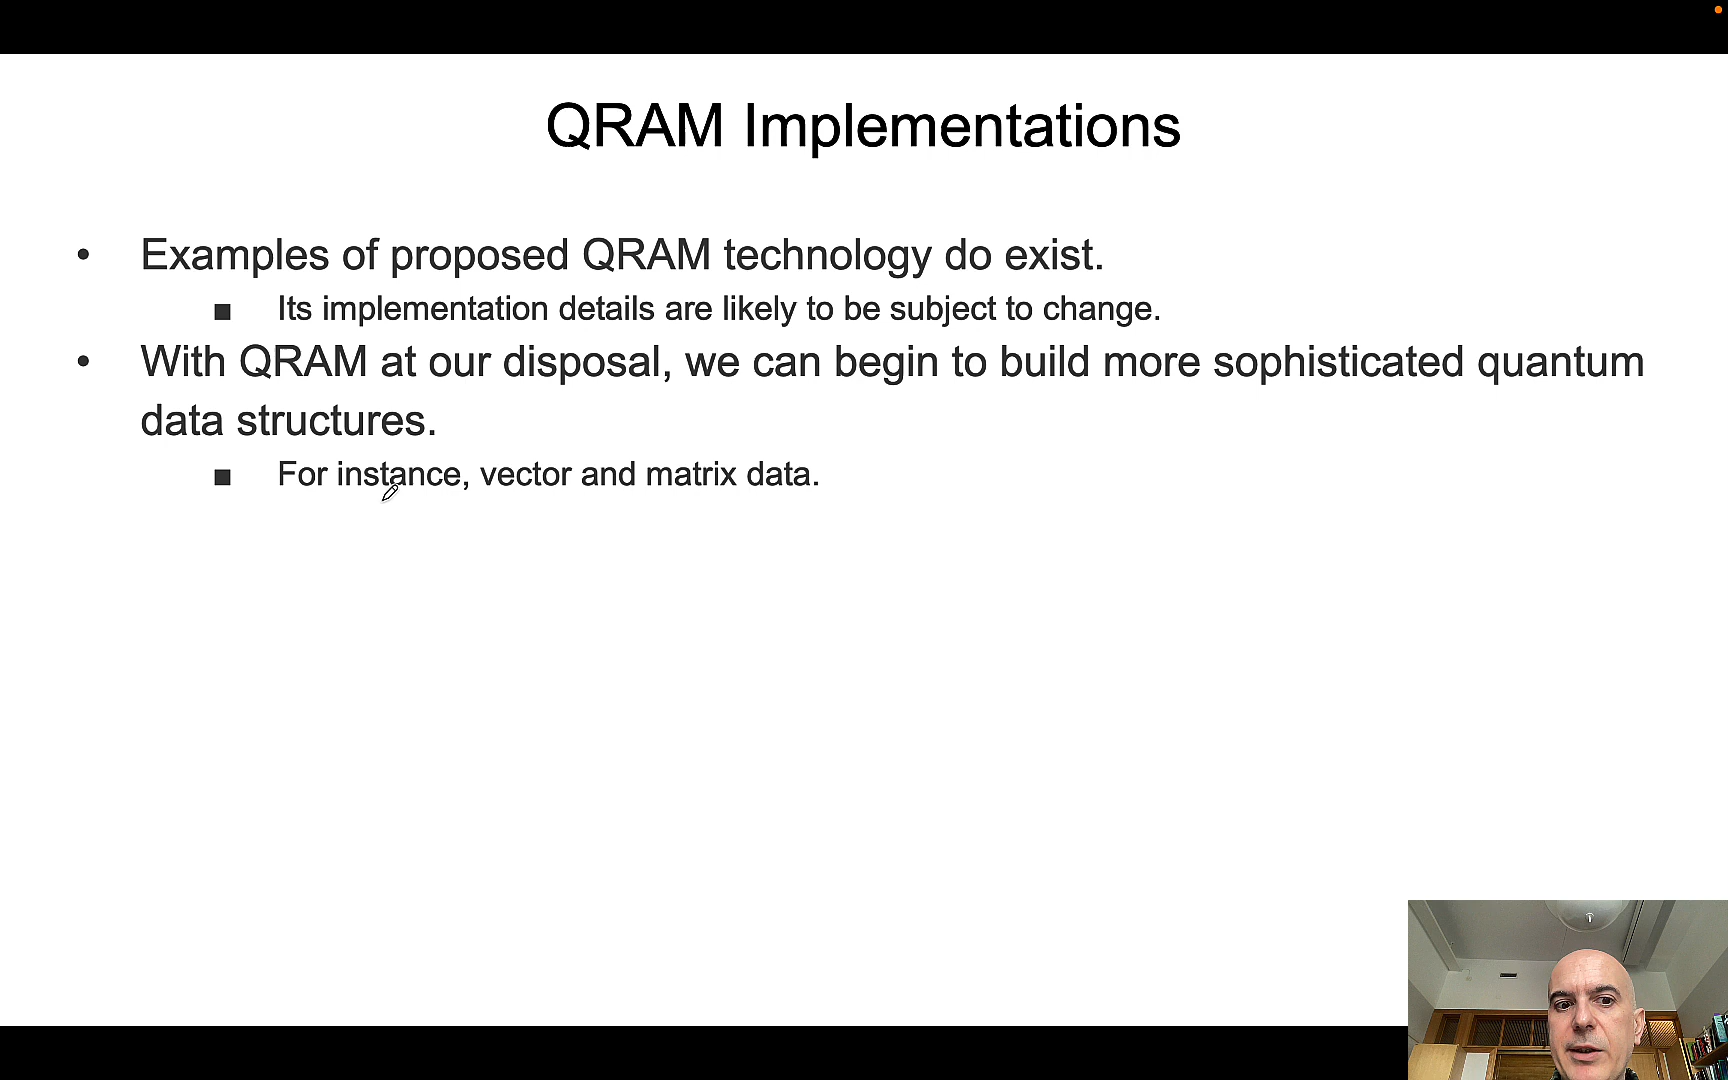 QRAM Implementations
• Examples of proposed QRAM technology do exist.
■ Its implementation details are likely to be subject to change.
• With QRAM at our disposal, we can begin to build more sophisticated quantum
data structures.
■ For instance, vector and matrix data.